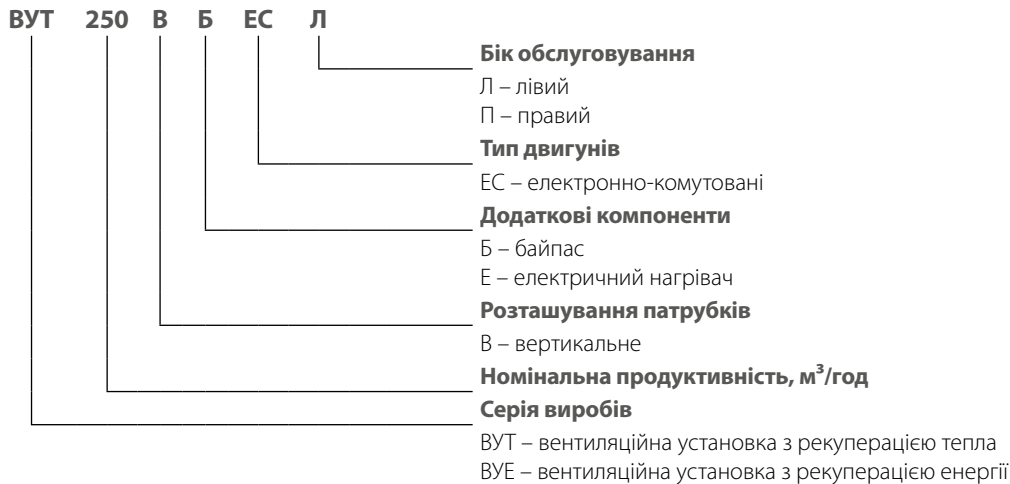 ВУТ 250 В Б ЕС Л
Бік обслуговування
Л – лівий
П – правий
Тип двигунів
ЕС – електронно-комутовані
Додаткові компоненти
Б – байпас
Е – електричний нагрівач
Розташування патрубків
В – вертикальне
Номінальна продуктивність, м³/год
Серія виробів
ВУТ – вентиляційна установка з рекуперацією тепла
ВУЕ – вентиляційна установка з рекуперацією енергії